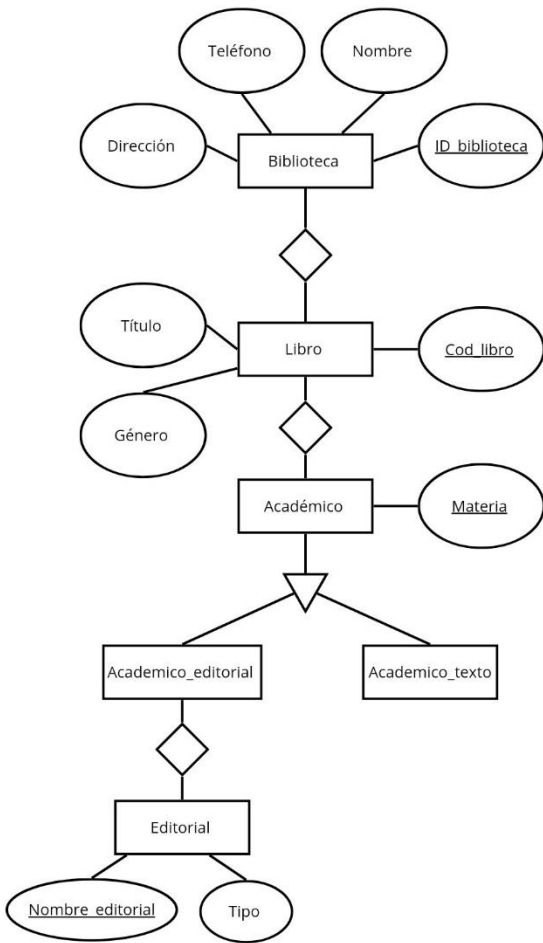 Teléfono
Nombre
Dirección
Biblioteca
ID_biblioteca
Título
Libro
Cod_libro
Género
Académico
Materia
Academico_editorial
Academico_texto
Editorial
Nombre_editorial
Tipo